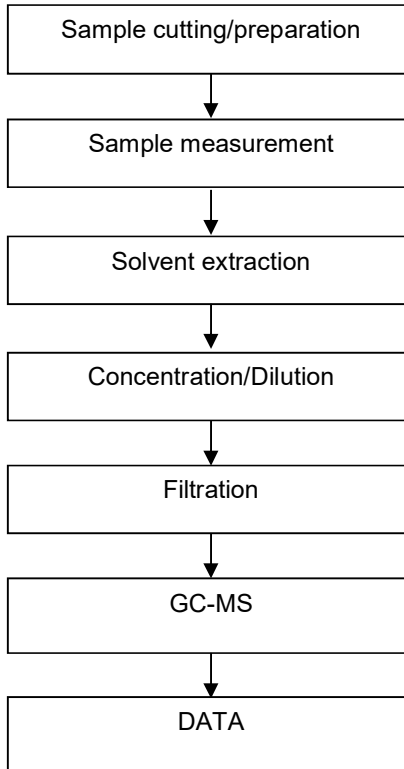 Sample cutting/preparation
Sample measurement
Solvent extraction
Concentration/Dilution
Filtration
GC-MS
DATA